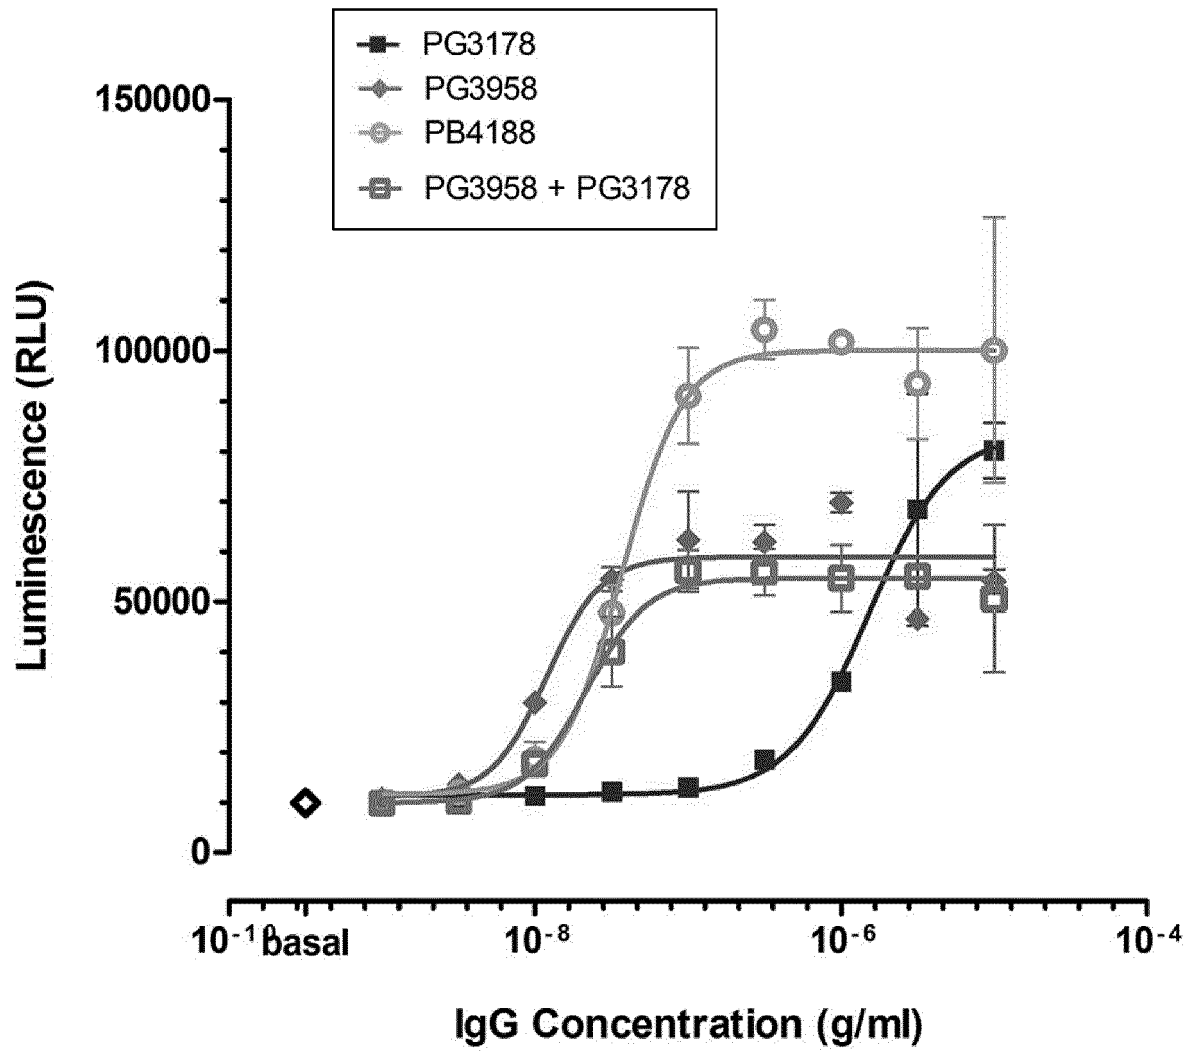 PG3178
PG3958
PB4188
PG3958 + PG3178
150000
100000
50000
0
Luminescence (RLU)
10-10 basal 10-8 10-6 10-4
IgG Concentration (g/ml)